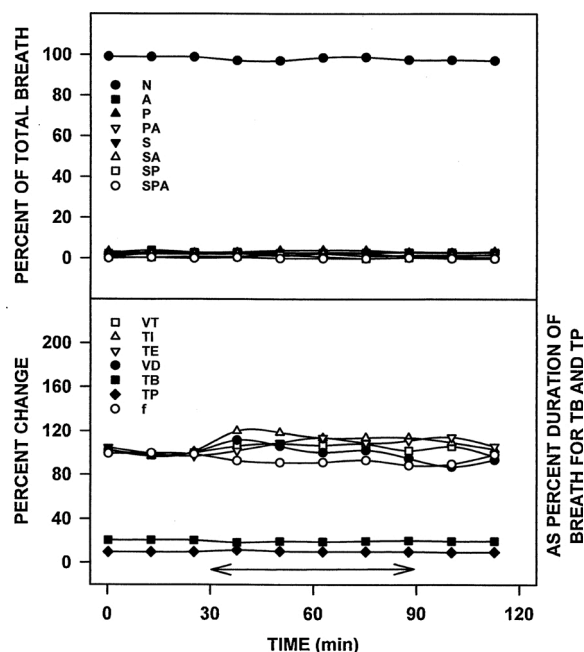 PERCENT OF TOTAL BREATH
100
80
60
40
20
0
N
A
P
PA
S
SA
SP
SPA
PERCENT CHANGE
200
160
120
80
40
0
VT
TI
TE
VD
TB
TP
f
AS PERCENT DURATION OF
BREATH FOR TB AND TP
0 30 60 90 120
TIME (min)